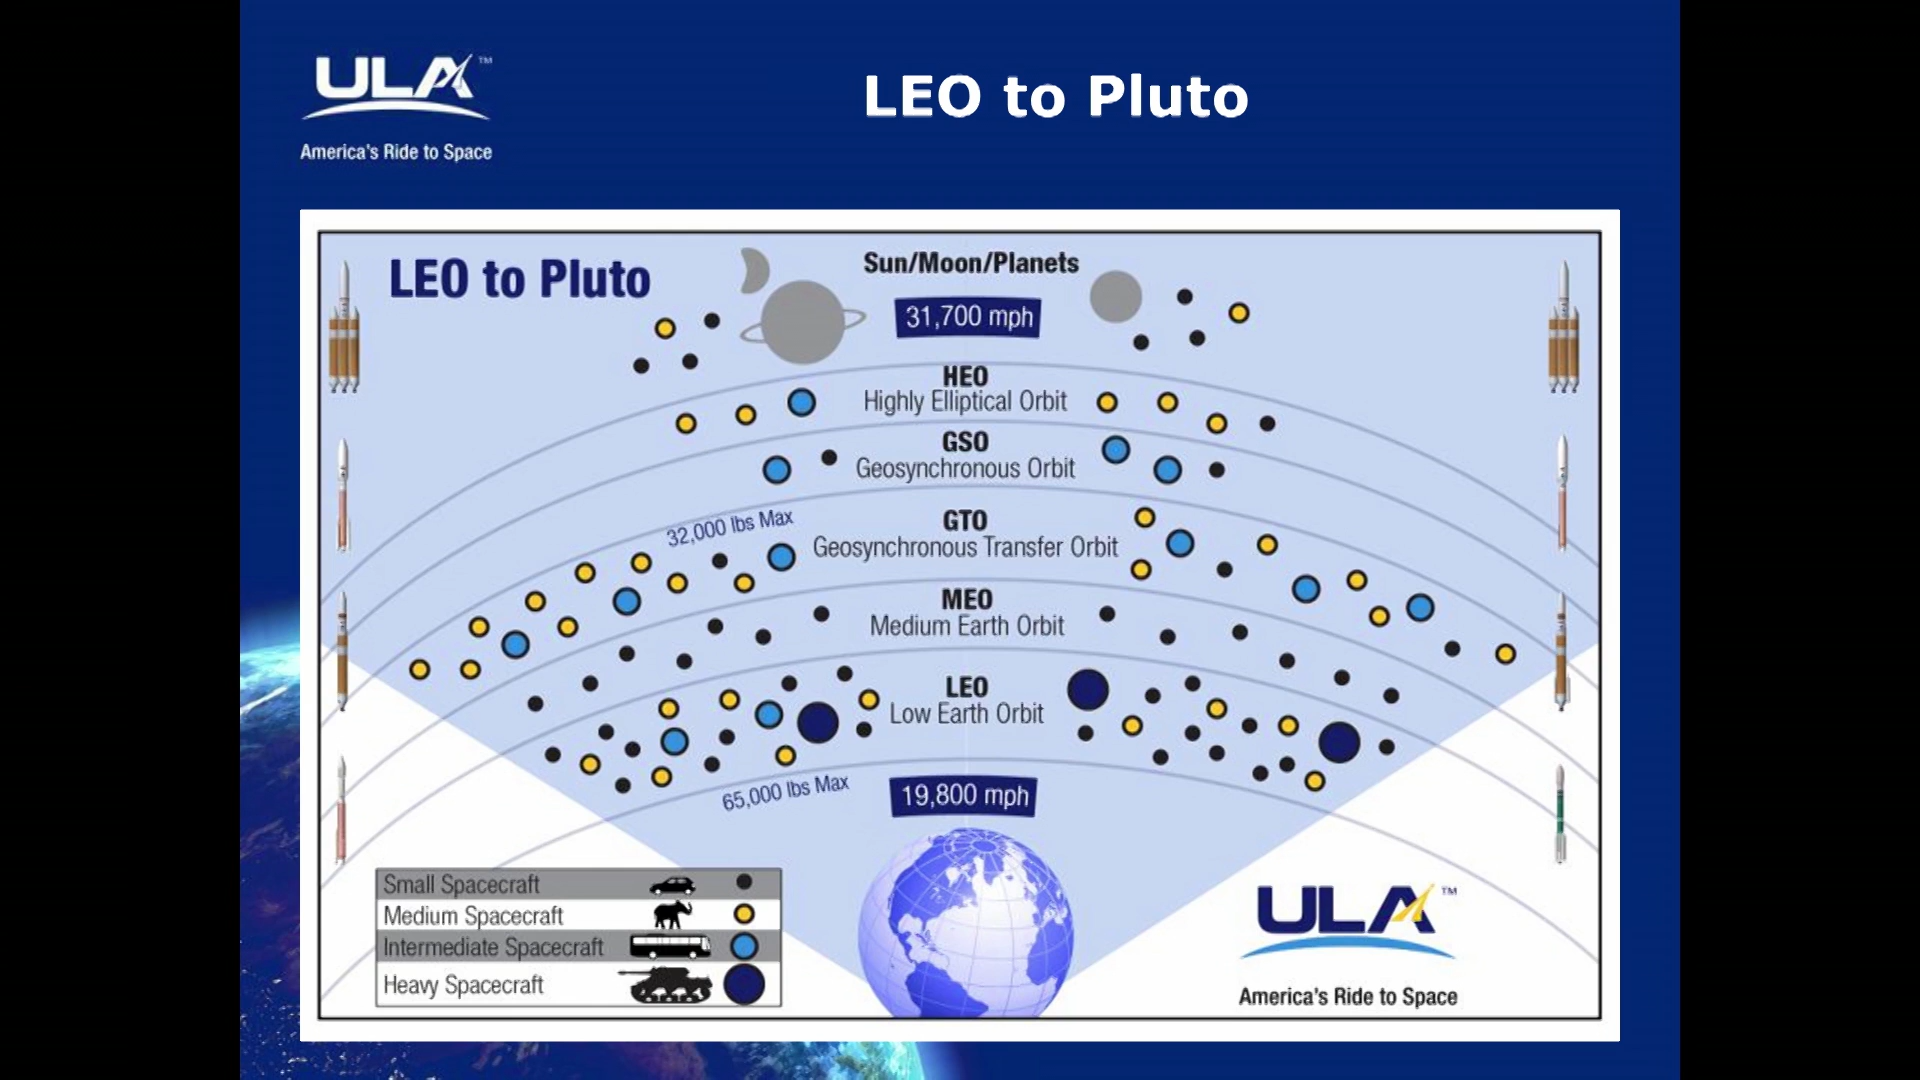 ULA™
America's Ride to Space
LEO to Pluto
LEO to Pluto
Sun/Moon/Planets
31,700 mph
HEO
Highly Elliptical Orbit
GSO
Geosynchronous Orbit
32,000 lbs Max
GTO
Geosynchronous Transfer Orbit
MEO
Medium Earth Orbit
LEO
Low Earth Orbit
65,000 lbs Max
19,800 mph
Small Spacecraft
Medium Spacecraft
Intermediate Spacecraft
Heavy Spacecraft
ULA™
America's Ride to Space